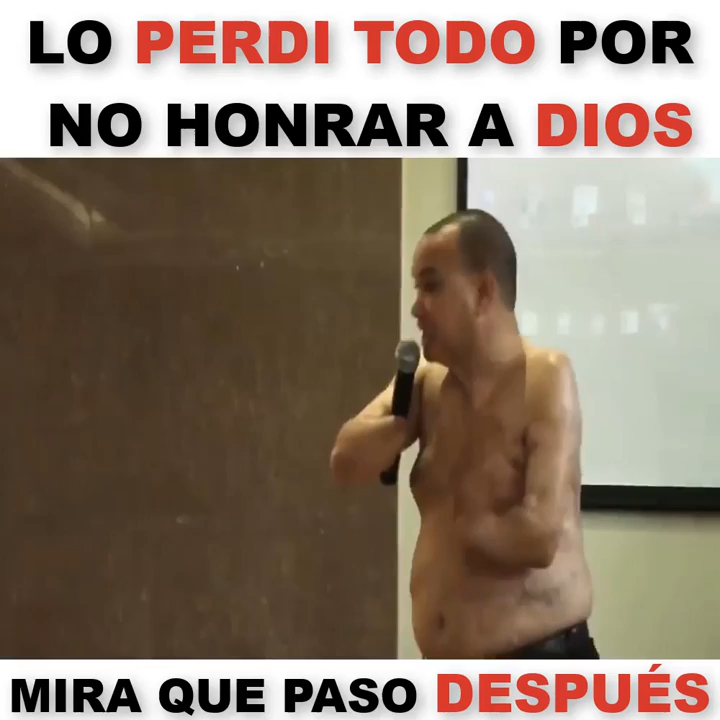 LO PERDI TODO POR
NO HONRAR A DIOS
MIRA QUE PASO DESPUÉS